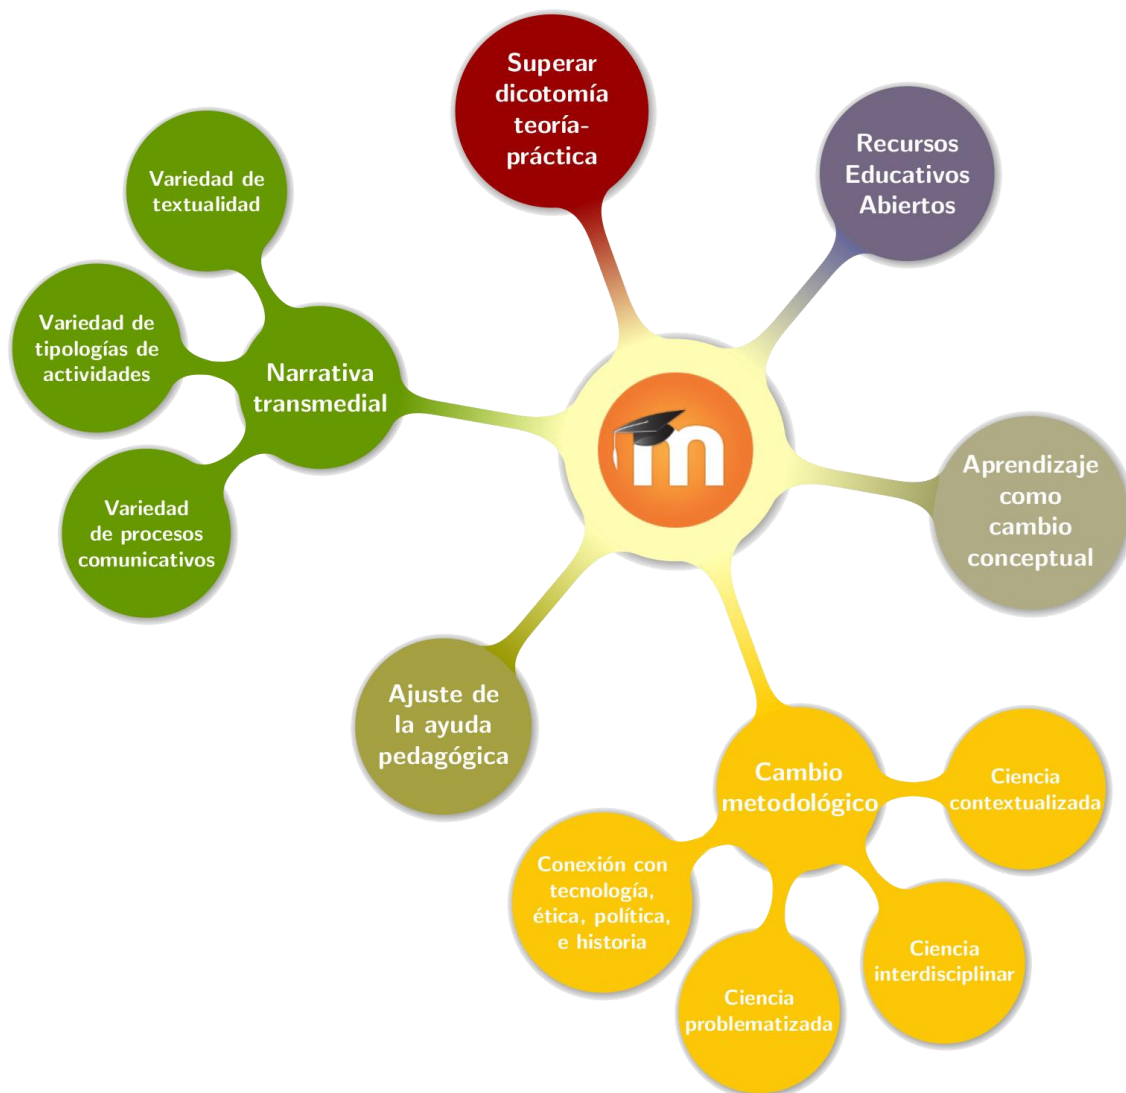 Superar
dicotomía
teoría-
práctica
Recursos
Educativos
Abiertos
Variedad de
textualidad
Variedad de
tipologías de
actividades
Narrativa
transmedial
Variedad
de procesos
comunicativos
m
Aprendizaje
como
cambio
conceptual
Ajuste de
la ayuda
pedagógica
Cambio
metodológico
Ciencia
contextualizada
Conexión con
tecnología,
ética, política,
e historia
Ciencia
interdisciplinar
Ciencia
problematizada